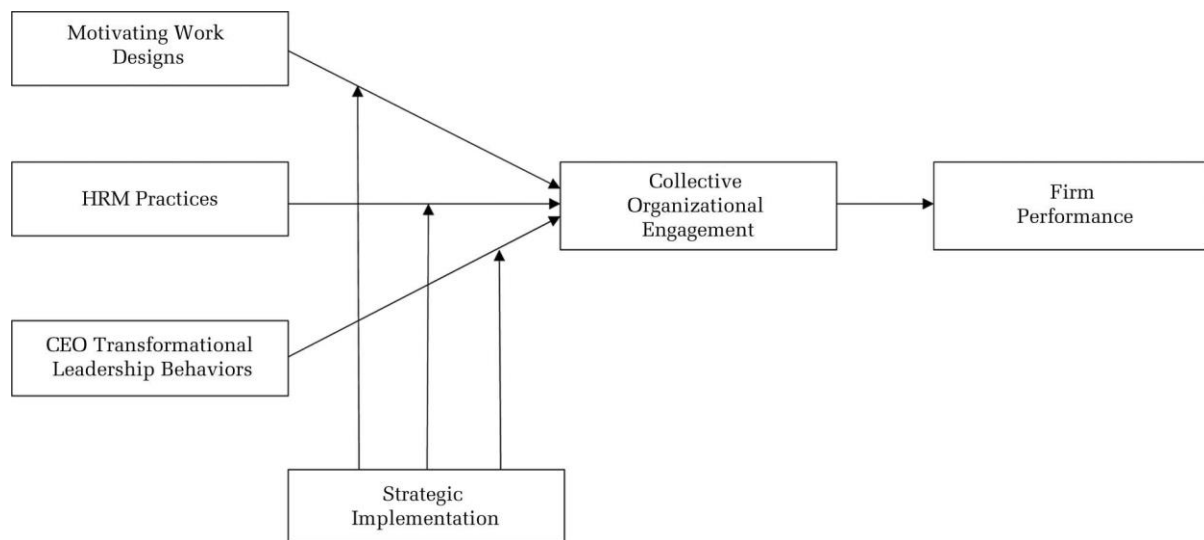 Motivating Work
Designs
HRM Practices
CEO Transformational
Leadership Behaviors
Collective
Organizational
Engagement
Firm
Performance
Strategic
Implementation